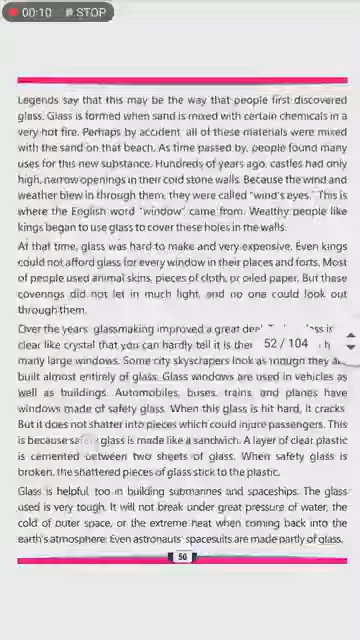 00:10 STOP
Legends say that this may be the way that people first discovered
glass. Glass is formed when sand is mixed with certain chemicals in a
very hot fire. Perhaps by accident all of these materials were mixed
with the sand on that beach. As time passed by, people found many
uses for this new substance. Hundreds of years ago, castles had only
high, narrow openings in their cold stone walls. Because the wind and
weather blew in through them, they were called "wind's eyes." This is
where the English word "window" came from. Wealthy people like
kings began to use glass to cover these holes in the walls.
At that time, glass was hard to make and very expensive. Even kings
could not afford glass for every window in their places and forts. Most
of people used animal skins, pieces of cloth, or oiled paper. But these
coverings did not let in much light, and no one could look out
through them.
Over the years glassmaking improved a great
clear like crystal that you can hardly tell it is
52 / 104
many large windows. Some city skyscrapers look as though they
built almost entirely of glass. Glass windows are used in vehicles as
well as buildings. Automobiles, buses, trains and planes have
windows made of safety glass. When this glass is hit hard, it cracks.
But it does not shatter into pieces which could injure passengers. This
is because safety glass is made like a sandwich. A layer of clear plastic
is cemented between two sheets of glass. When safety glass is
broken, the shattered pieces of glass stick to the plastic.
Glass is helpful, too in building submarines and spaceships. The glass
used is very tough. It will not break under great pressure of water, the
cold of outer space, or the extreme heat when coming back into the
earth's atmosphere. Even astronauts' spacesuits are made partly of glass.
56